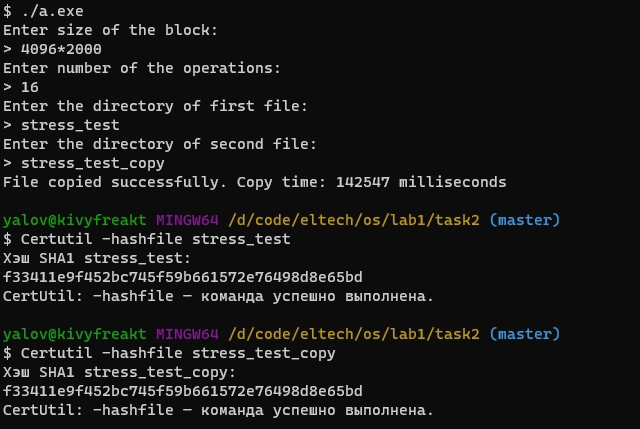 $ ./a.exe
Enter size of the block:
> 4096*2000
Enter number of the operations:
> 16
Enter the directory of first file:
> stress_test
Enter the directory of second file:
> stress_test_copy
File copied successfully. Copy time: 142547 milliseconds
yalov@kivyfreakt MINGW64 /d/code/eltech/os/lab1/task2 (master)
$ Certutil -hashfile stress_test
Хэш SHA1 stress_test:
f33411e9f452bc745f59b661572e76498d8e65bd
CertUtil: -hashfile — команда успешно выполнена.
yalov@kivyfreakt MINGW64 /d/code/eltech/os/lab1/task2 (master)
$ Certutil -hashfile stress_test_copy
Хэш SHA1 stress_test_copy:
f33411e9f452bc745f59b661572e76498d8e65bd
CertUtil: -hashfile — команда успешно выполнена.